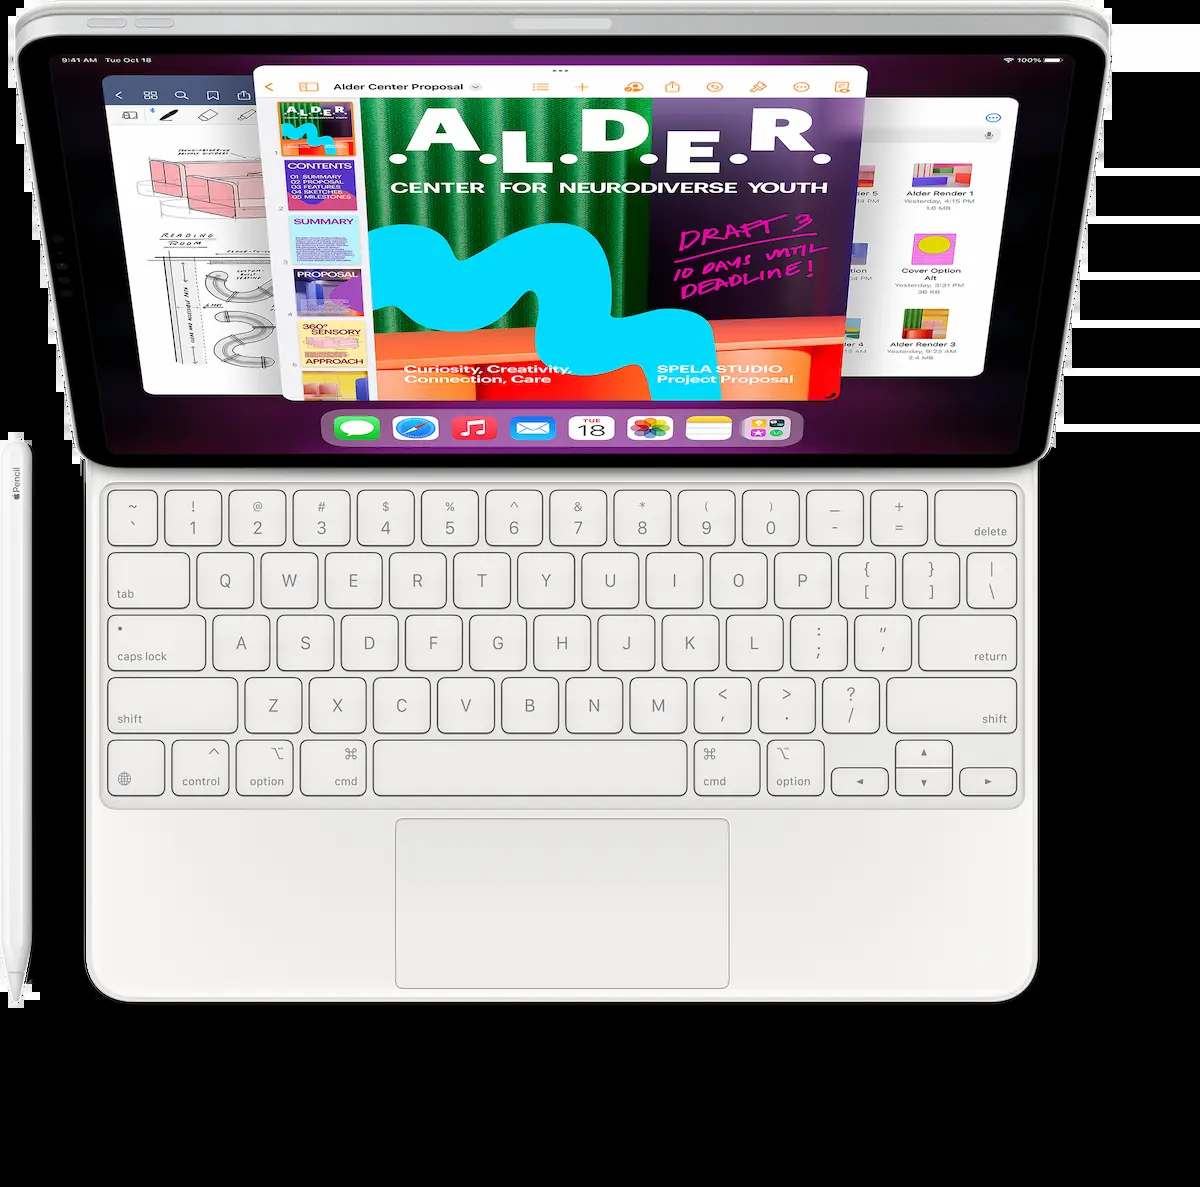 9:41 AM Tue Oct 18
100%
Alder Center Proposal
A.L.D.E.R.
CENTER FOR NEURODIVERSE YOUTH
CONTENTS
01 SUMMARY
02 PROPOSAL
03 FEATURES
04 SKETCHES
05 MILESTONES
SUMMARY
PROPOSAL
360°
SENSORY
APPROACH
1
2
3
4
5
READING
ROOM
DRAFT 3
10 DAYS UNTIL
DEADLINE!
Curiosity, Creativity,
Connection, Care
SPELA STUDIO
Project Proposal
Alder Render 1
Yesterday, 4:15 PM
1.6 MB
Cover Option
Alt
Yesterday, 3:31 PM
36 KB
Alder Render 3
Yesterday, 9:23 AM
2.4 MB
TUE
18
Pencil
~ ! @ # $ % ^ & * ( ) — +
` 1 2 3 4 5 6 7 8 9 0 - = delete
tab Q W E R T Y U I O P { [ } ] | \
caps lock A S D F G H J K L : ; " ' return
shift Z X C V B N M < , > . ? / shift
control option ⌘ cmd ⌘ cmd option